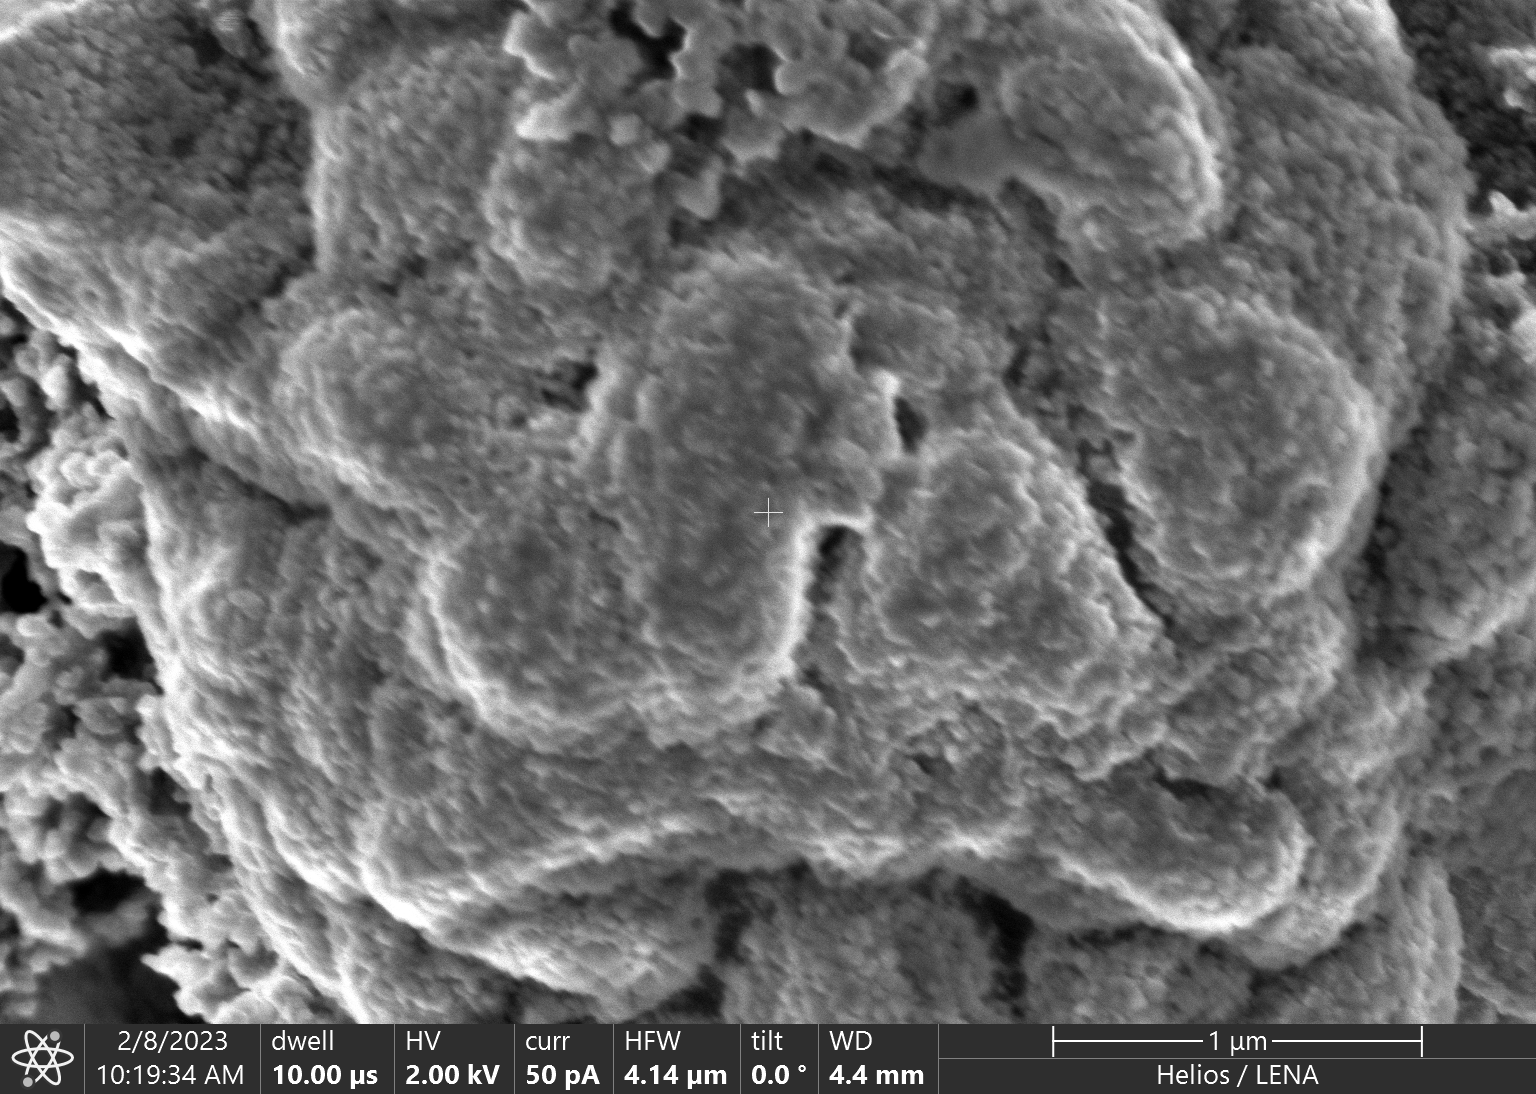 2/8/2023
10:19:34 AM
dwell
10.00 µs
HV
2.00 kV
curr
50 pA
HFW
4.14 µm
tilt
0.0 °
WD
4.4 mm
1 µm
Helios / LENA